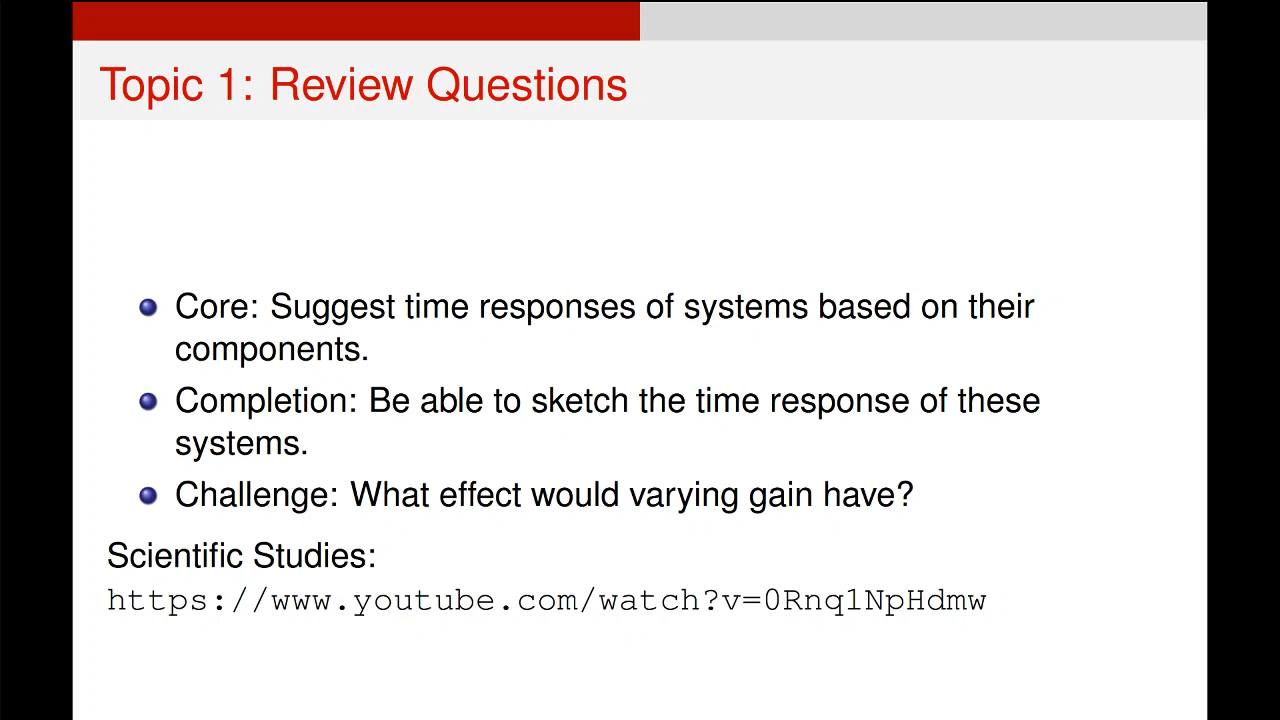 Topic 1: Review Questions
Core: Suggest time responses of systems based on their
components.
Completion: Be able to sketch the time response of these
systems.
Challenge: What effect would varying gain have?
Scientific Studies:
https://www.youtube.com/watch?v=0Rnq1NpHdmw